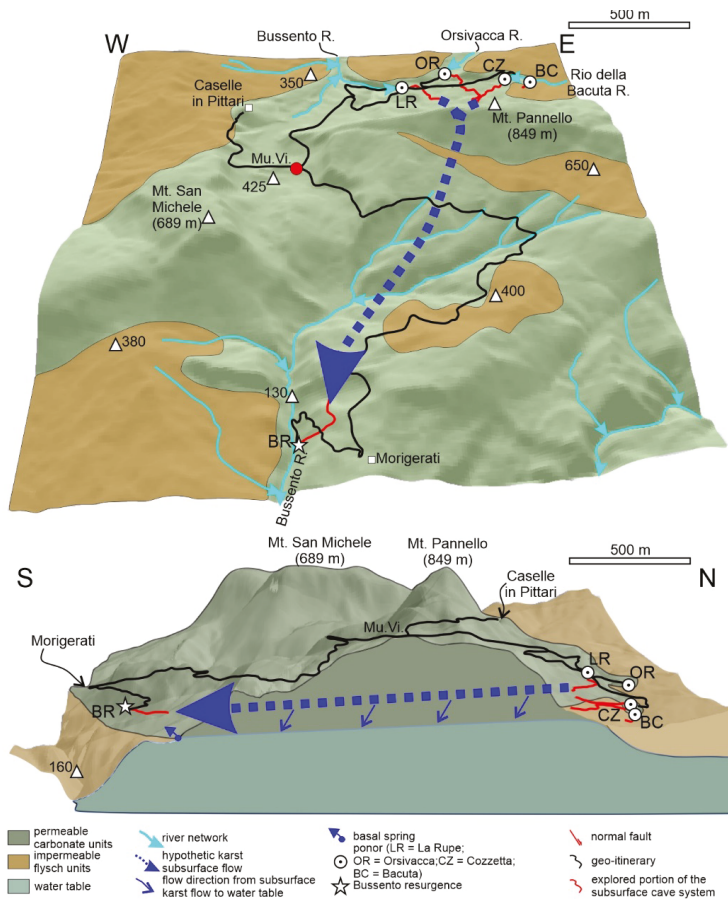 500 m
W
E
Bussento R.
Orsivacca R.
OR
CZ
BC
350
LR
Rio della
Bacuta R.
Caselle
in Pittari
Mt. Pannello
(849 m)
Mu.Vi.
425
650
Mt. San
Michele
(689 m)
400
380
130
BR
Bussento R.
Morigerati
Mt. San Michele
(689 m)
Mt. Pannello
(849 m)
500 m
S
N
Caselle
in Pittari
Mu.Vi.
Morigerati
LR
OR
BR
CZ
BC
160
permeable
carbonate units
impermeable
flysch units
water table
river network
hypothetic karst
subsurface flow
flow direction from subsurface
karst flow to water table
basal spring
ponor (LR = La Rupe;
OR = Orsivacca;CZ = Cozzetta;
BC = Bacuta)
Bussento resurgence
normal fault
geo-itinerary
explored portion of the
subsurface cave system